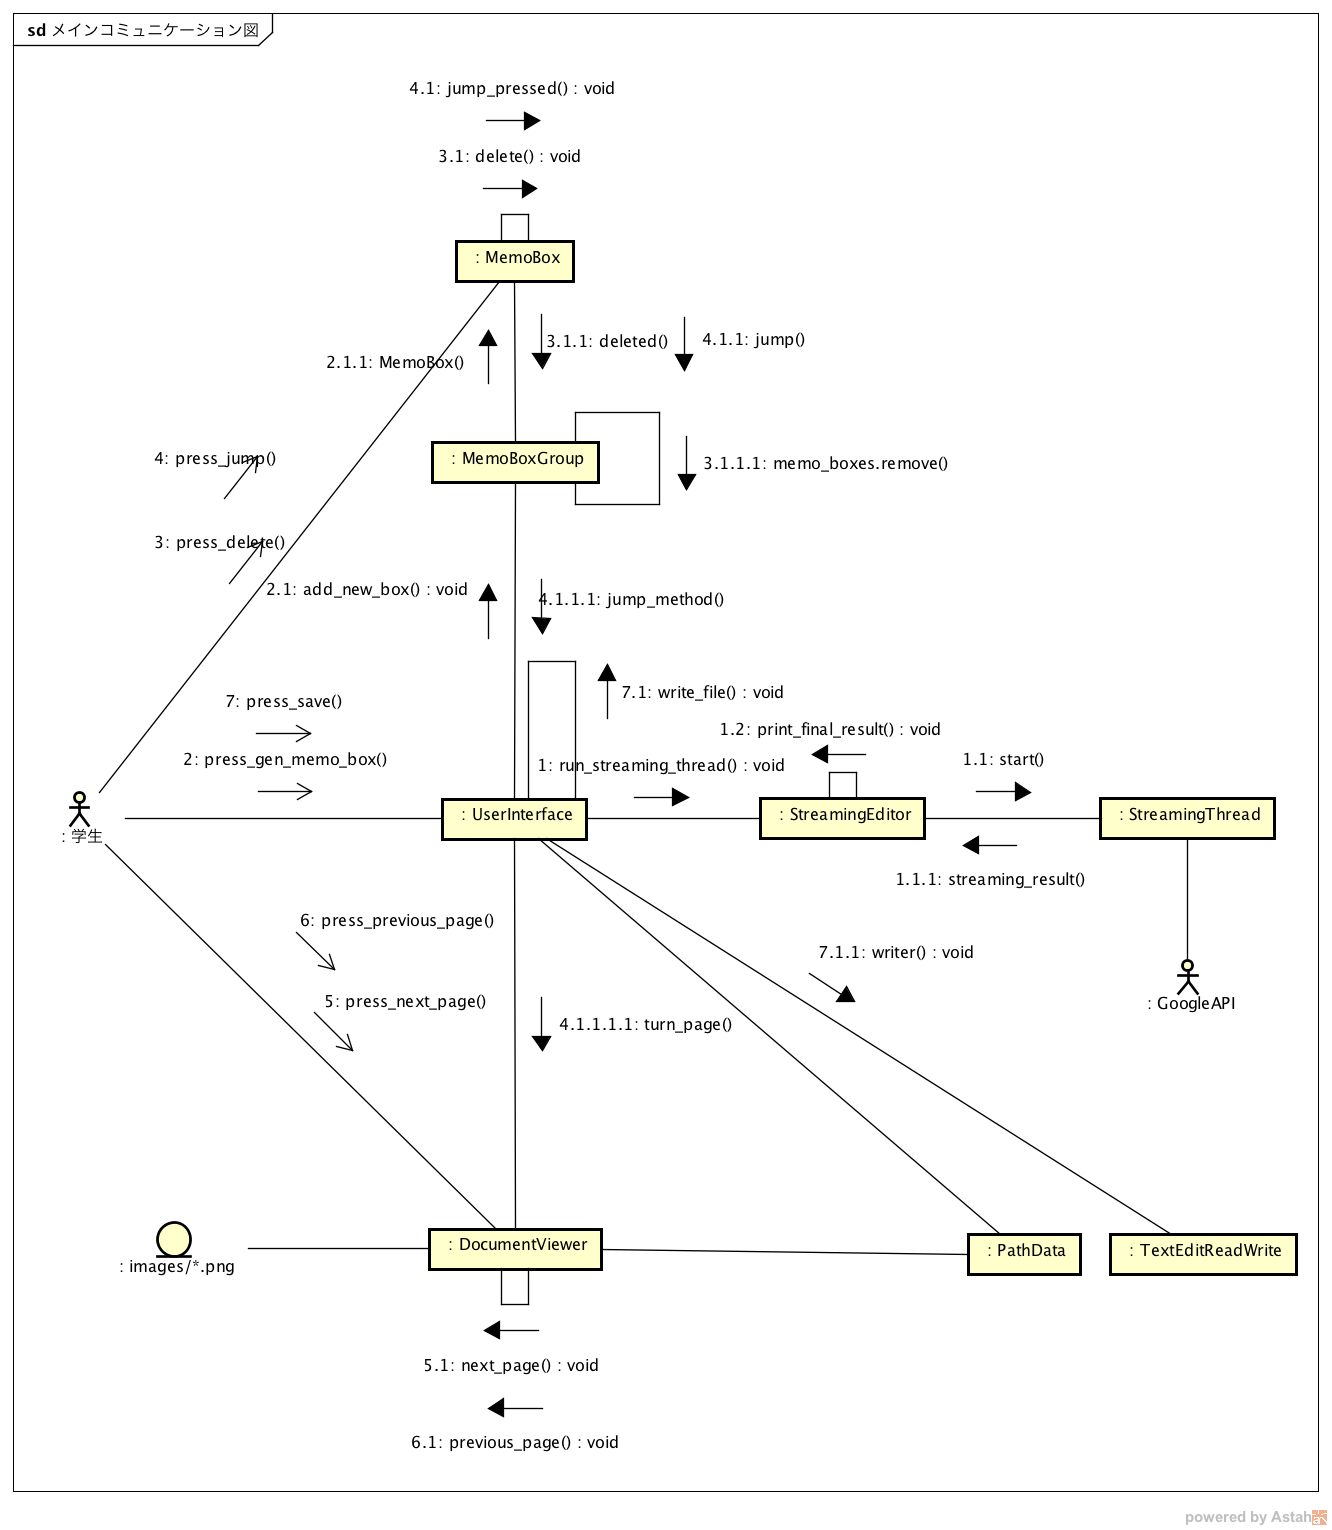 sd メインコミュニケーション図
4.1: jump_pressed() : void
3.1: delete() : void
: MemoBox
2.1.1: MemoBox()
3.1.1: deleted()
4.1.1: jump()
: MemoBoxGroup
4: press_jump()
3.1.1.1: memo_boxes.remove()
3: press_delete()
2.1: add_new_box() : void
4.1.1.1: jump_method()
7: press_save()
7.1: write_file() : void
1.2: print_final_result() : void
2: press_gen_memo_box()
1: run_streaming_thread() : void
1.1: start()
: 学生
: UserInterface
: StreamingEditor
: StreamingThread
1.1.1: streaming_result()
6: press_previous_page()
7.1.1: writer() : void
5: press_next_page()
: GoogleAPI
4.1.1.1.1: turn_page()
: images/*.png
: DocumentViewer
: PathData
: TextEditReadWrite
5.1: next_page() : void
6.1: previous_page() : void
powered by Astah